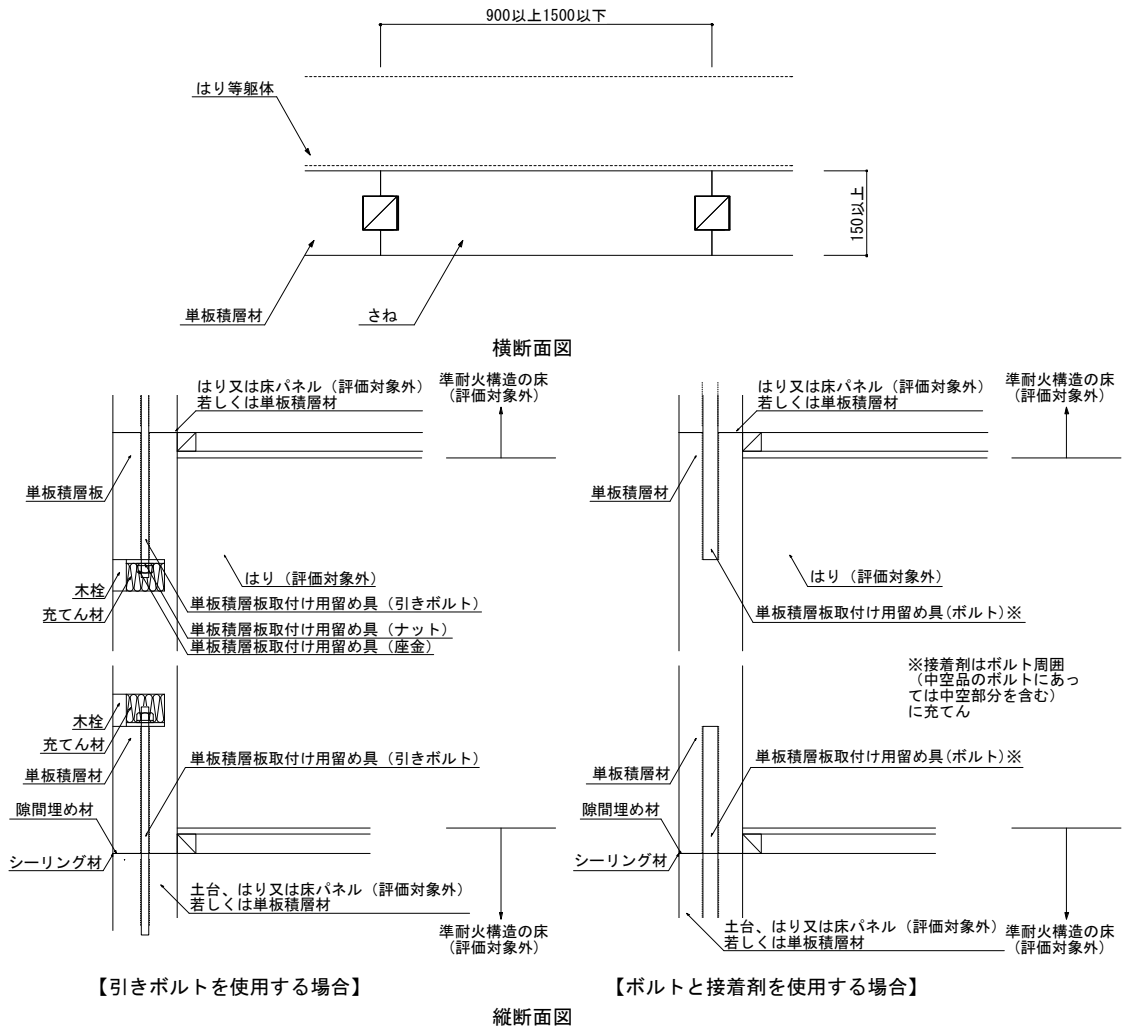 900以上1500以下
はり等躯体
150以上
単板積層材
さね
横断面図
はり又は床パネル（評価対象外）
若しくは単板積層材
準耐火構造の床
（評価対象外）
単板積層板
はり（評価対象外）
木栓
充てん材
単板積層板取付け用留め具（引きボルト）
単板積層板取付け用留め具（ナット）
単板積層板取付け用留め具（座金）
木栓
充てん材
単板積層材
単板積層板取付け用留め具（引きボルト）
隙間埋め材
シーリング材
土台、はり又は床パネル（評価対象外）
若しくは単板積層材
準耐火構造の床
（評価対象外）
【引きボルトを使用する場合】
はり又は床パネル（評価対象外）
若しくは単板積層材
準耐火構造の床
（評価対象外）
単板積層材
はり（評価対象外）
単板積層板取付け用留め具(ボルト)※
※接着剤はボルト周囲
（中空品のボルトにあっ
ては中空部分を含む）
に充てん
単板積層板取付け用留め具(ボルト)※
単板積層材
隙間埋め材
シーリング材
土台、はり又は床パネル（評価対象外）
若しくは単板積層材
準耐火構造の床
（評価対象外）
【ボルトと接着剤を使用する場合】
縦断面図